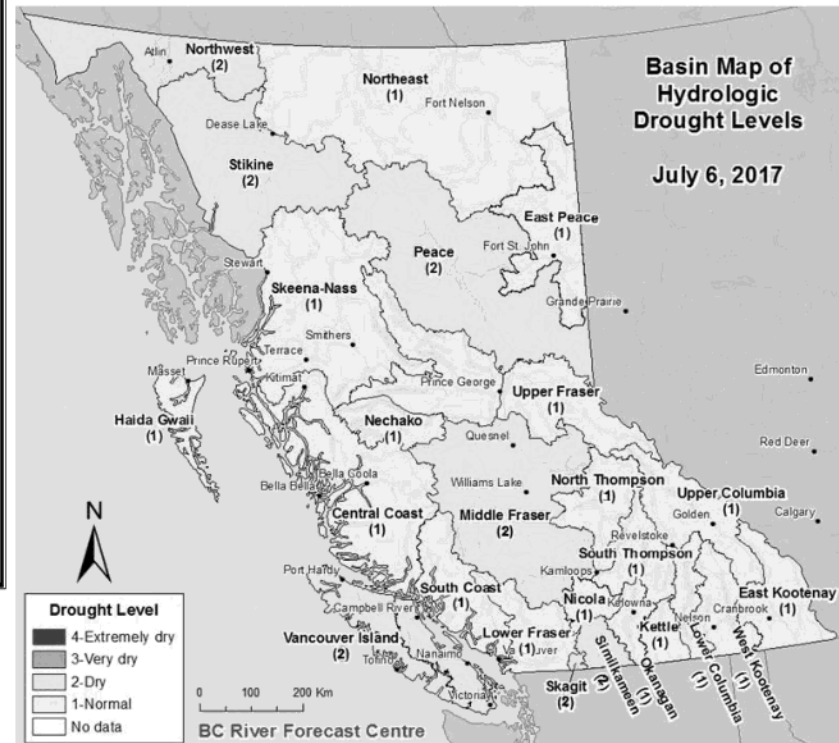 Basin Map of
Hydrologic
Drought Levels
July 6, 2017
Atlin
Northwest
(2)
Northeast
(1)
Fort Nelson
Dease Lake
Stikine
(2)
East Peace
(1)
Peace
(2)
Fort St. John
Stewart
Skeena-Nass
(1)
Grande Prairie
Smithers
Terrace
Prince Rupert
Kitimat
Masset
Prince George
Upper Fraser
(1)
Edmonton
Haida Gwaii
(1)
Nechako
(1)
Quesnel
Red Deer
Bella Coola
Bella Bella
Williams Lake
North Thompson
(1)
Upper Columbia
(1)
Golden
Calgary
Central Coast
(1)
Middle Fraser
(2)
Revelstoke
South Thompson
(1)
N
Port Hardy
Kamloops
South Coast
(1)
Campbell River
Nicola
(1)
Kelowna
East Kootenay
(1)
Cranbrook
Nelson
Kettle
(1)
Vancouver Island
(2)
Tofino
Nanaimo
Lower Fraser
(1)
Vancouver
Victoria
Skagit
(2)
Similkameen
(2)
Okanagan
(1)
Lower Columbia
(1)
West Kootenay
(1)
Drought Level
4-Extremely dry
3-Very dry
2-Dry
1-Normal
No data
0 100 200 Km
BC River Forecast Centre